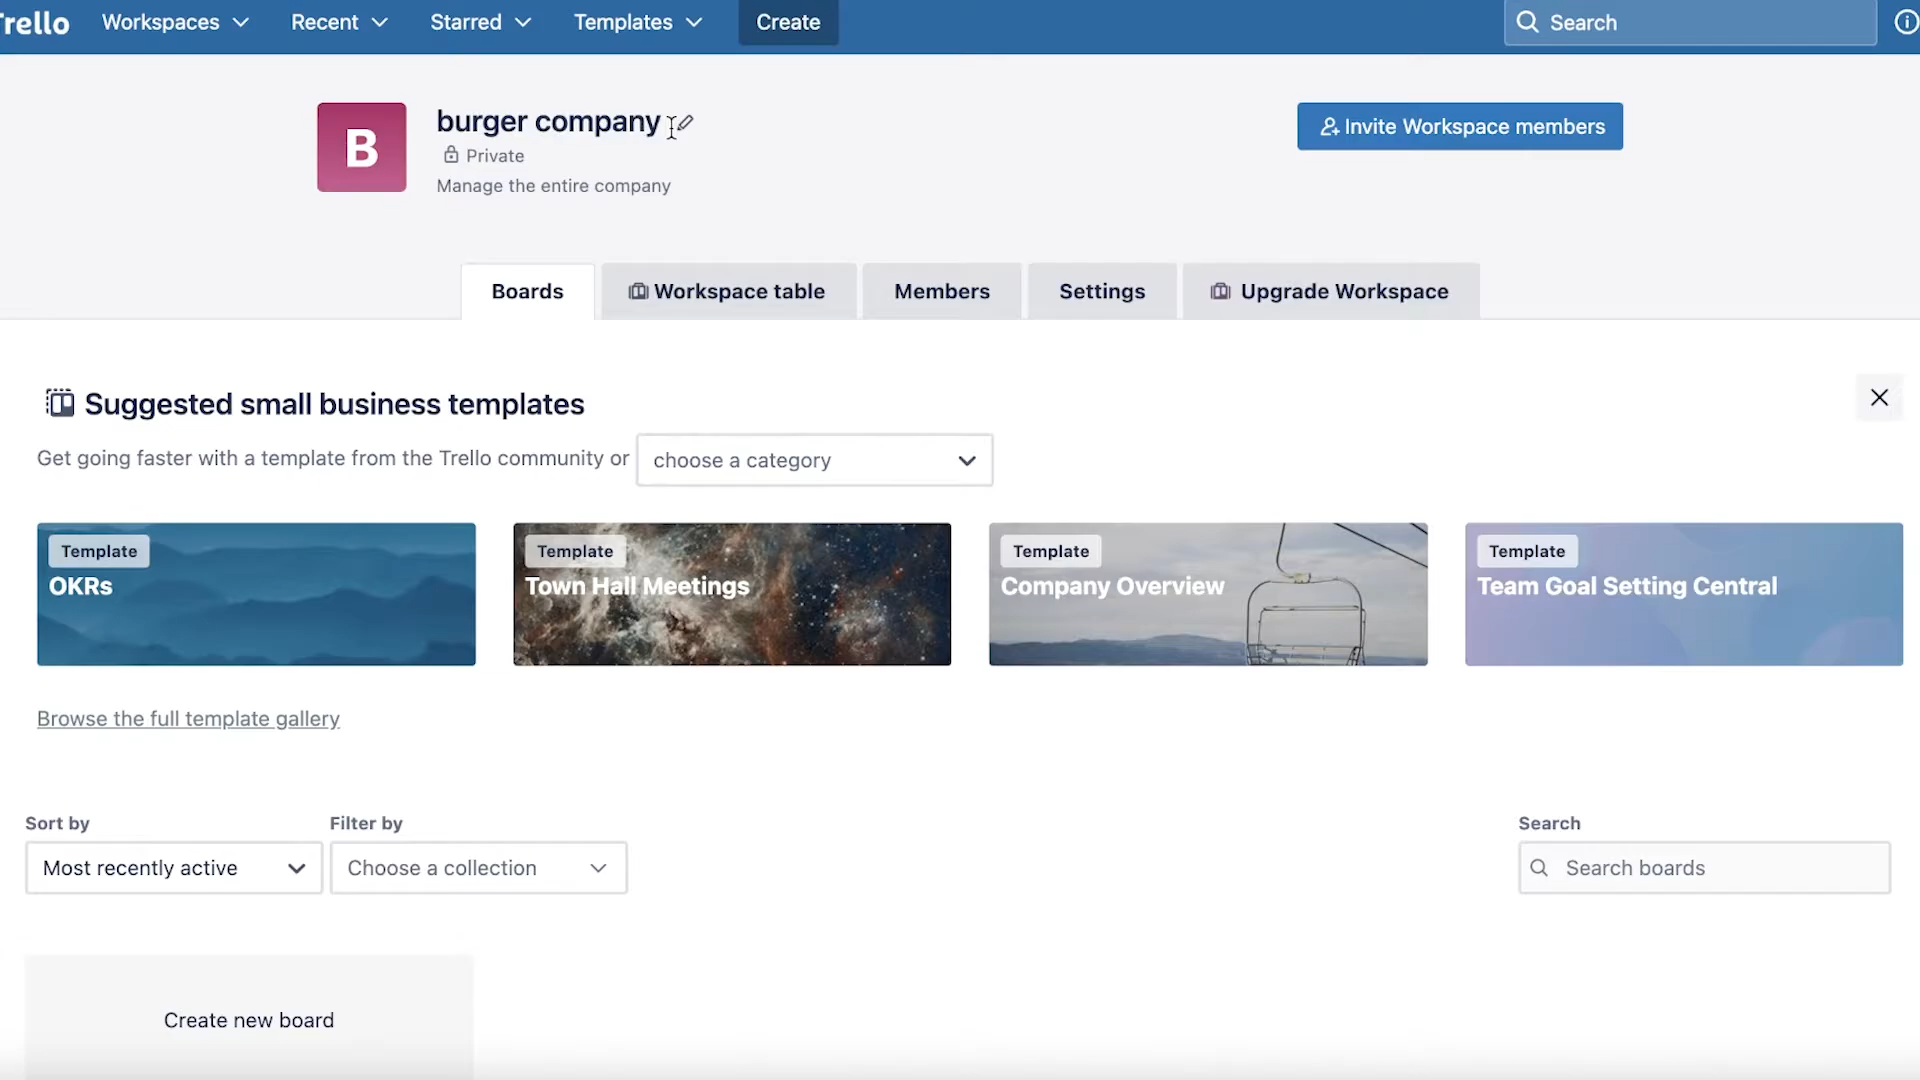 Trello Workspaces Recent Starred Templates Create Search
B
burger company
Private
Manage the entire company
Invite Workspace members
Boards Workspace table Members Settings Upgrade Workspace
Suggested small business templates
Get going faster with a template from the Trello community or choose a category
Template Template Template Template
OKRs Town Hall Meetings Company Overview Team Goal Setting Central
Browse the full template gallery
Sort by Filter by Search
Most recently active Choose a collection Search boards
Create new board